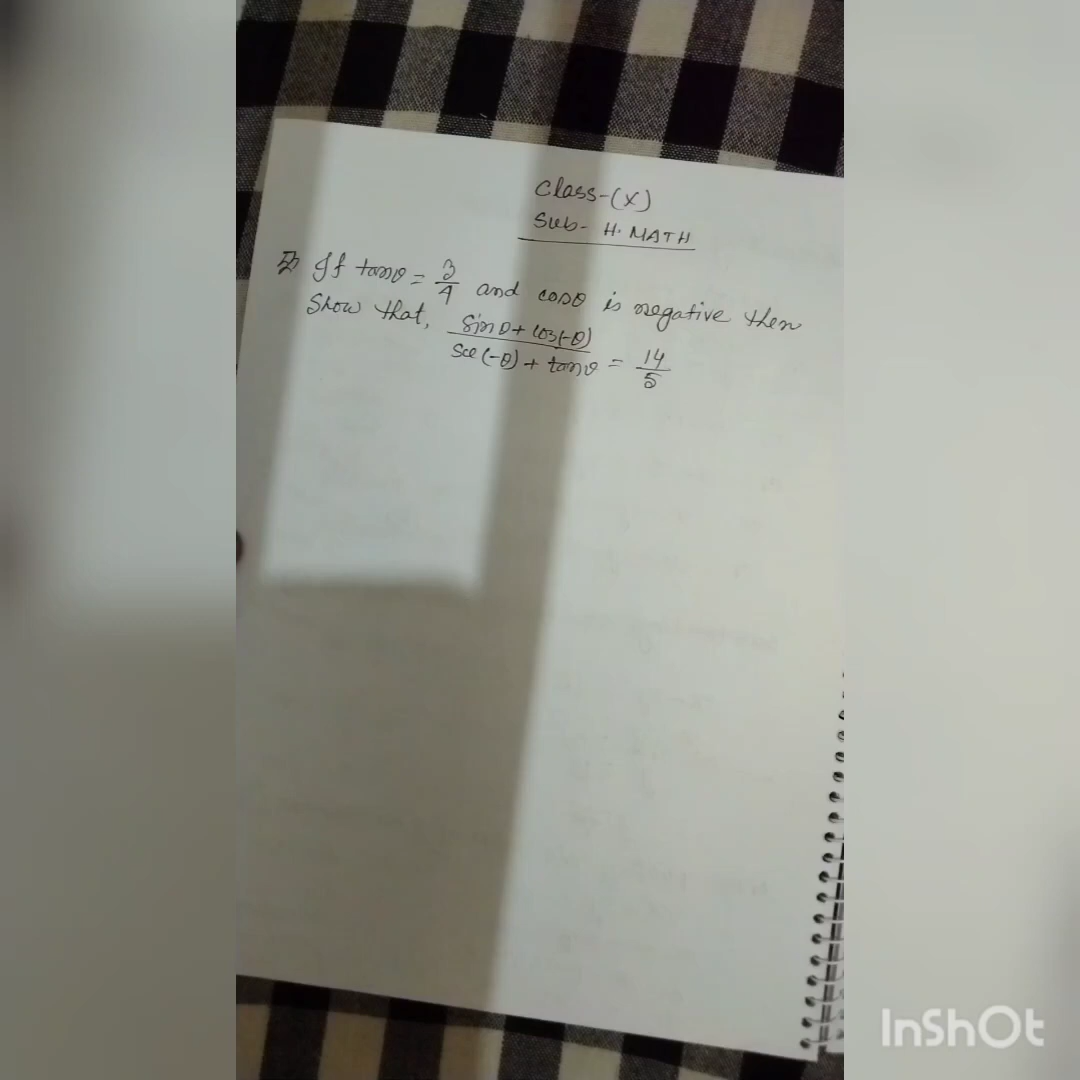 Class-(X)
Sub- H. MATH
If tanθ = 3/4 and cosθ is negative then
Show that, sinθ + cos(-θ) / sec(-θ) + tanθ = 14/5
InShOt